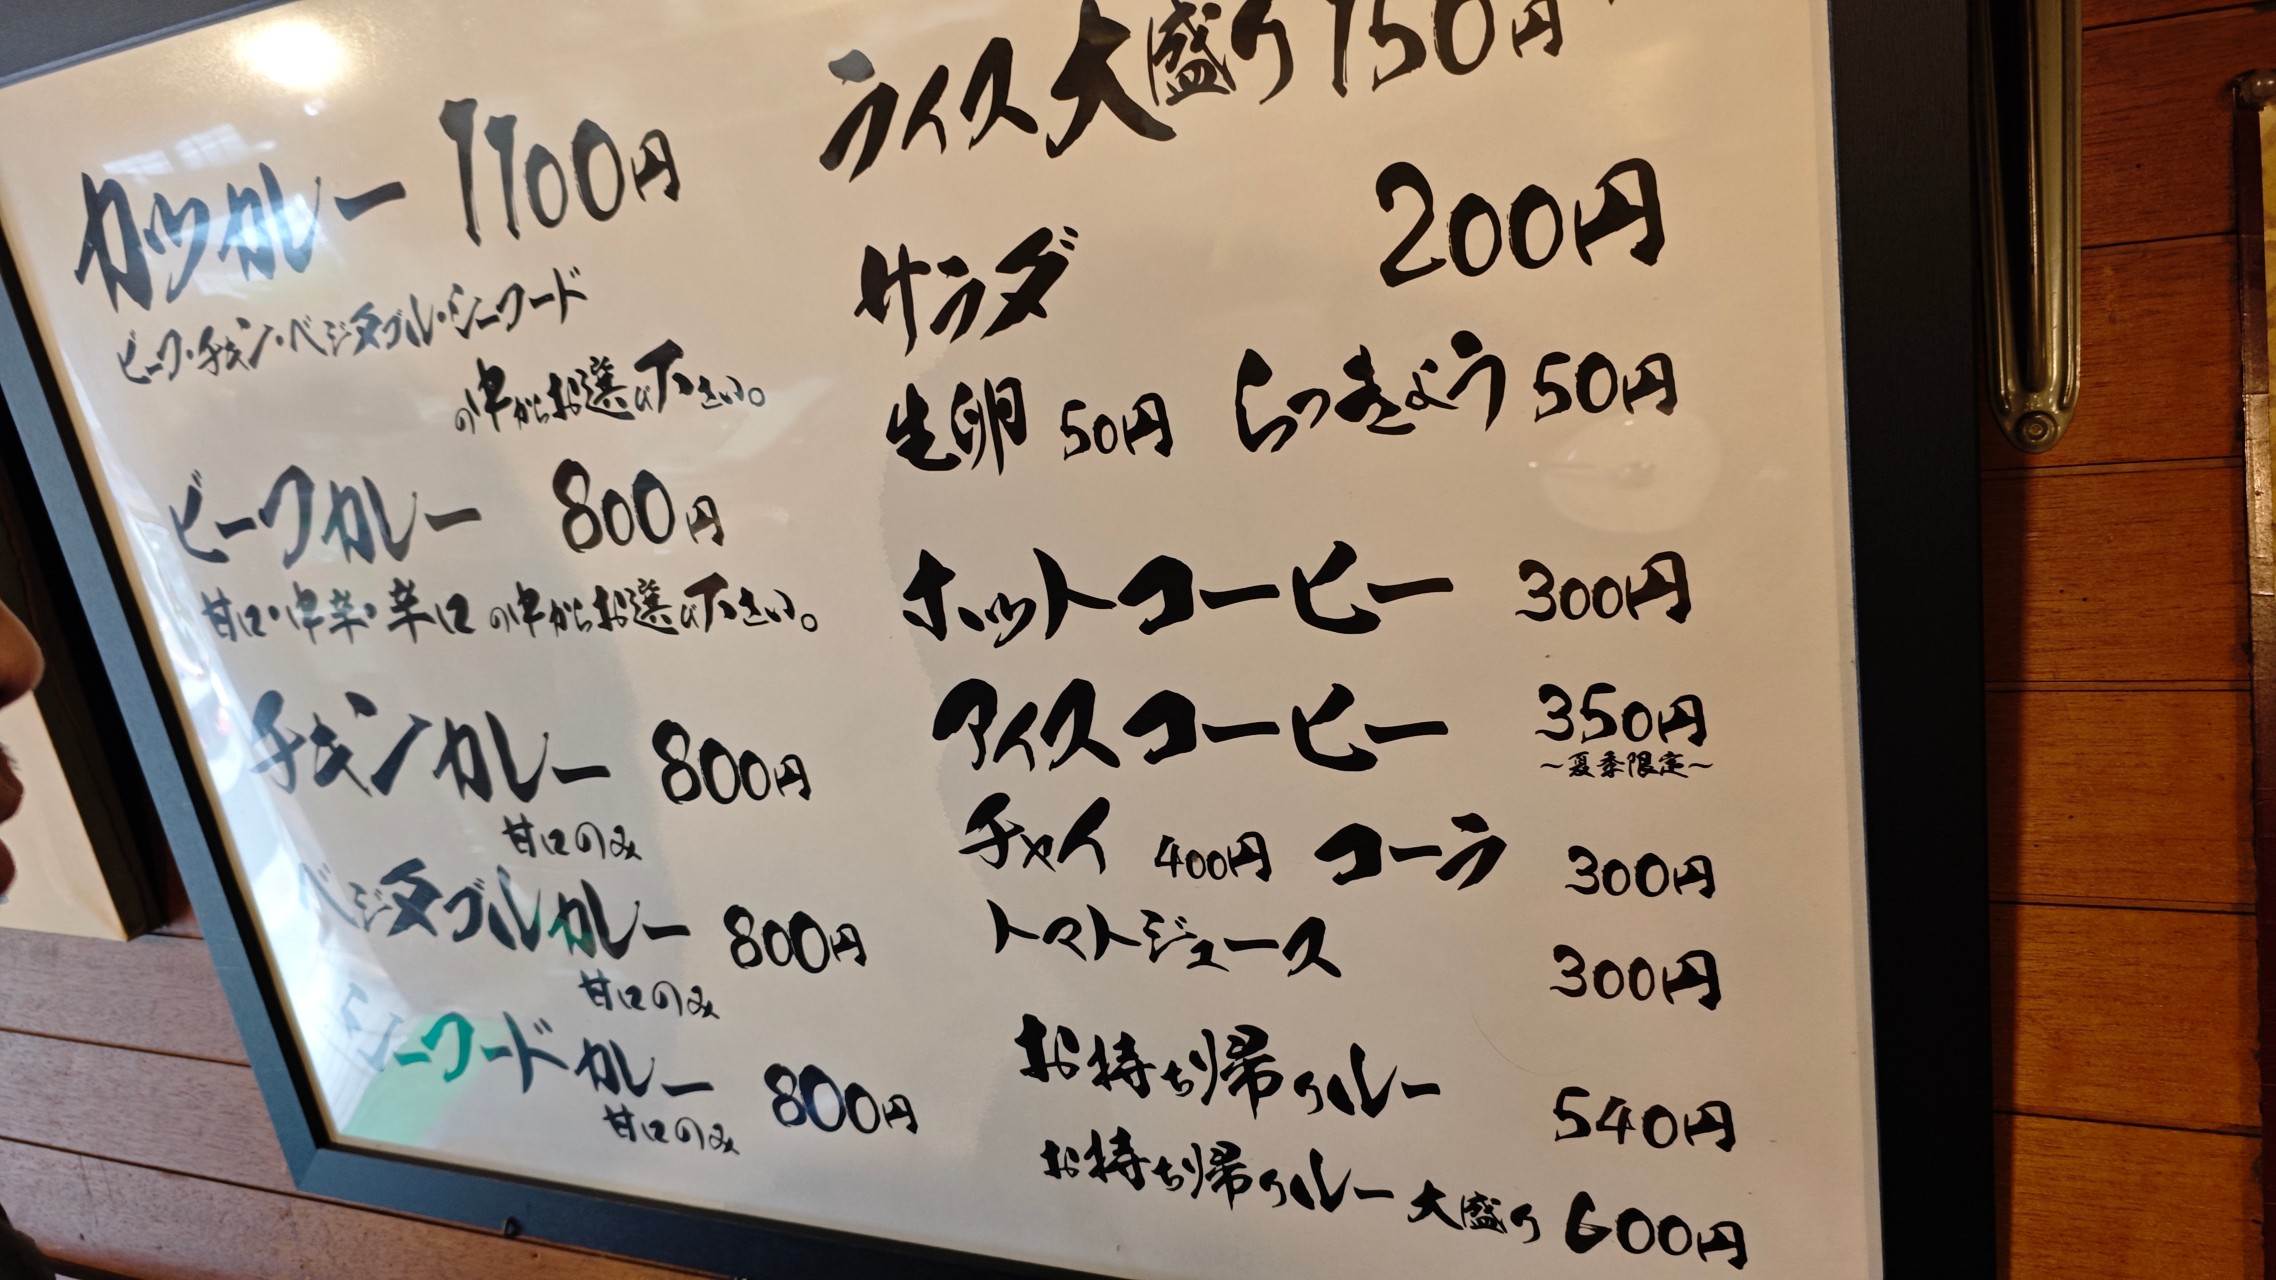 カツカレー 1100円
ビーフ・チキン・ベジタブル・シーフード
の中からお選び下さい。
ビーフカレー 800円
甘口・中辛・辛口の中からお選び下さい。
チキンカレー 800円
甘口のみ
ベジタブルカレー 800円
甘口のみ
シーフードカレー 800円
甘口のみ
ライス大盛り 150円
サラダ 200円
生卵 50円 らっきょう 50円
ホットコーヒー 300円
アイスコーヒー 350円
〜夏季限定〜
チャイ 400円 コーラ 300円
トマトジュース 300円
お持ち帰りルー 540円
お持ち帰りルー大盛り 600円